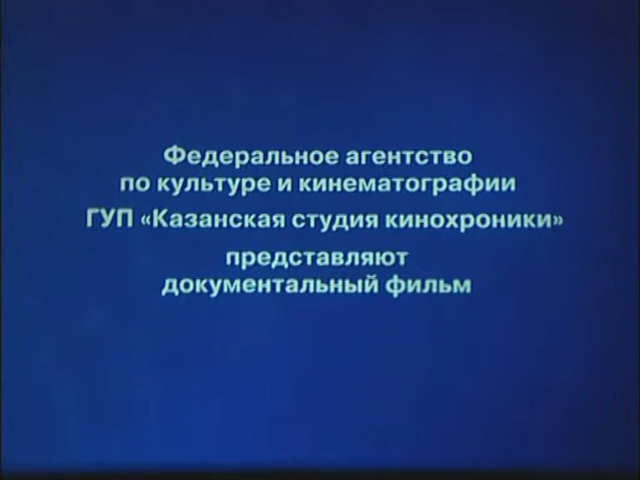 Федеральное агентство
по культуре и кинематографии
ГУП «Казанская студия кинохроники»
представляют
документальный фильм